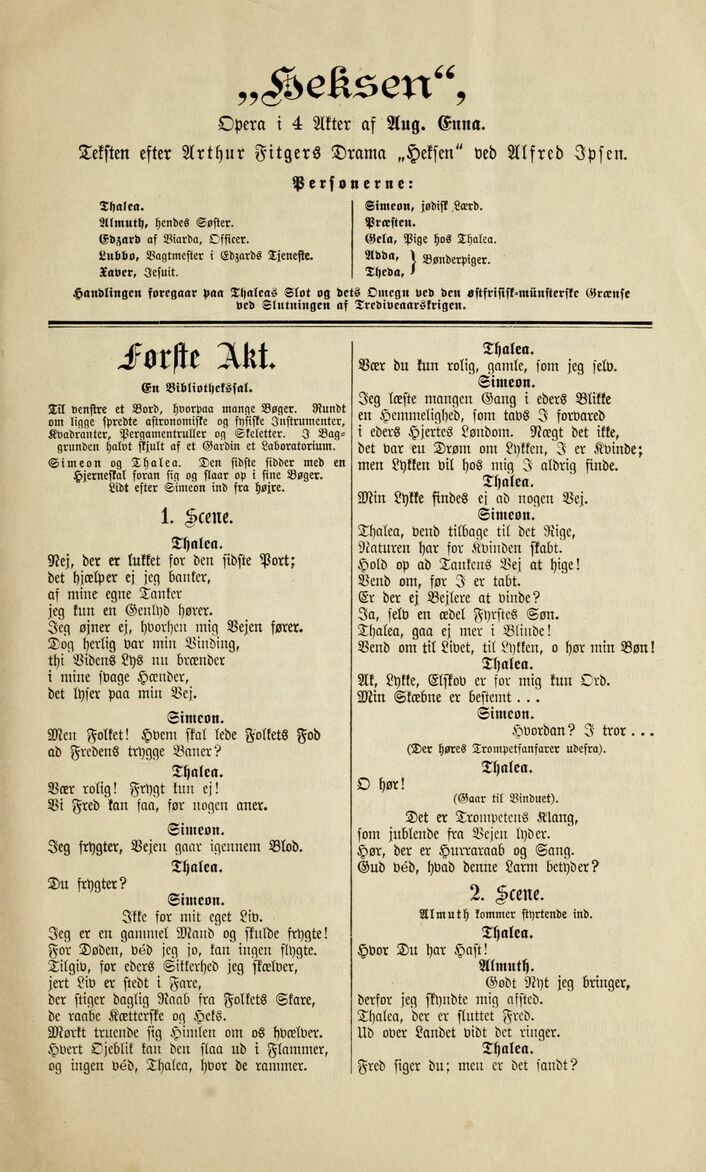 „Heksen“,
Opera i 4 Akter af Aug. Enna.
Teksten efter Arthur Fitgers Drama „Heksen“ ved Alfred Ipsen.
Personerne:
Thalea.
Almuth, hendes Søster.
Edzard af Wiarda, Officer.
Lubbo, Vagtmester i Edzards Tjeneste.
Xaver, Jesuit.
Simeon, jødisk Lærd.
Præsten.
Gela, Pige hos Thalea.
Abba, } Bønderpiger.
Theda,
Handlingen foregaar paa Thaleas Slot og dets Omegn ved den østfrisisk=münsterske Grænse
ved Slutningen af Trediveaarskrigen.
Første Akt.
En Bibliothekssal.
Til venstre et Bord, hvorpaa mange Bøger. Rundt
om ligge spredte astronomiske og fysiske Instrumenter,
Kvadranter, Pergamentruller og Skeletter. I Bag=
grunden halvt skjult af et Gardin et Laboratorium.
Simeon og Thalea. Den sidste sidder med en
Hjerneskal foran sig og slaar op i sine Bøger.
Lidt efter Simeon ind fra højre.
1. Scene.
Thalea.
Nej, der er lukket for den sidste Port;
det hjælper ej jeg banker,
af mine egne Tanker
jeg kun en Genlyd hører.
Jeg øjner ej, hvorhen mig Vejen fører.
Dog herlig var min Vinding,
thi Videns Lys nu brænder
i mine svage Hænder,
det lyser paa min Vej.
Simeon.
Men Folket! Hvem skal lede Folkets Fod
ad Fredens trygge Baner?
Thalea.
Vær rolig! Frygt kun ej!
Vi Fred kan faa, før nogen aner.
Simeon.
Jeg frygter, Vejen gaar igennem Blod.
Thalea.
Du frygter?
Simeon.
Ikke for mit eget Liv.
Jeg er en gammel Mand og skulde frygte!
For Døden, véd jeg jo, kan ingen flygte.
Tilgiv, for eders Sikkerhed jeg skælver,
jert Liv er stedt i Fare,
der stiger daglig Raab fra Folkets Skare,
de raabe Kætterske og Heks.
Mørkt truende sig Himlen om os hvælver.
Hvert Øjeblik kan den slaa ud i Flammer,
og ingen véd, Thalea, hvor de rammer.
Thalea.
Vær du kun rolig, gamle, som jeg selv.
Simeon.
Jeg læste mangen Gang i eders Blikke
en Hemmelighed, som tavs I forvared
i eders Hjertes Løndom. Nægt det ikke,
det var en Drøm om Lykken, I er Kvinde;
men Lykken vil hos mig I aldrig finde.
Thalea.
Min Lykke findes ej ad nogen Vej.
Simeon.
Thalea, vend tilbage til det Rige,
Naturen har for Kvinden skabt.
Hold op ad Tankens Vej at hige!
Vend om, før I er tabt.
Er der ej Bejlere at vinde?
Ja, selv en ædel Fyrstes Søn.
Thalea, gaa ej mer i Blinde!
Vend om til Livet, til Lykken, o hør min Bøn!
Thalea.
Ak, Lykke, Elskov er for mig kun Ord.
Min Skæbne er bestemt . . .
Simeon.
Hvordan? I tror . . .
(Der høres Trompetfanfarer udefra).
Thalea.
O hør!
(Gaar til Vinduet).
Det er Trompetens Klang,
som jublende fra Vejen lyder.
Hør, der er Hurraraab og Sang.
Gud véd, hvad denne Larm betyder?
2. Scene.
Almuth kommer styrtende ind.
Thalea.
Hvor Du har Hast!
Almuth.
Godt Nyt jeg bringer,
derfor jeg skyndte mig afsted.
Thalea, der er sluttet Fred.
Ud over Landet vidt det ringer.
Thalea.
Fred siger du; men er det sandt?